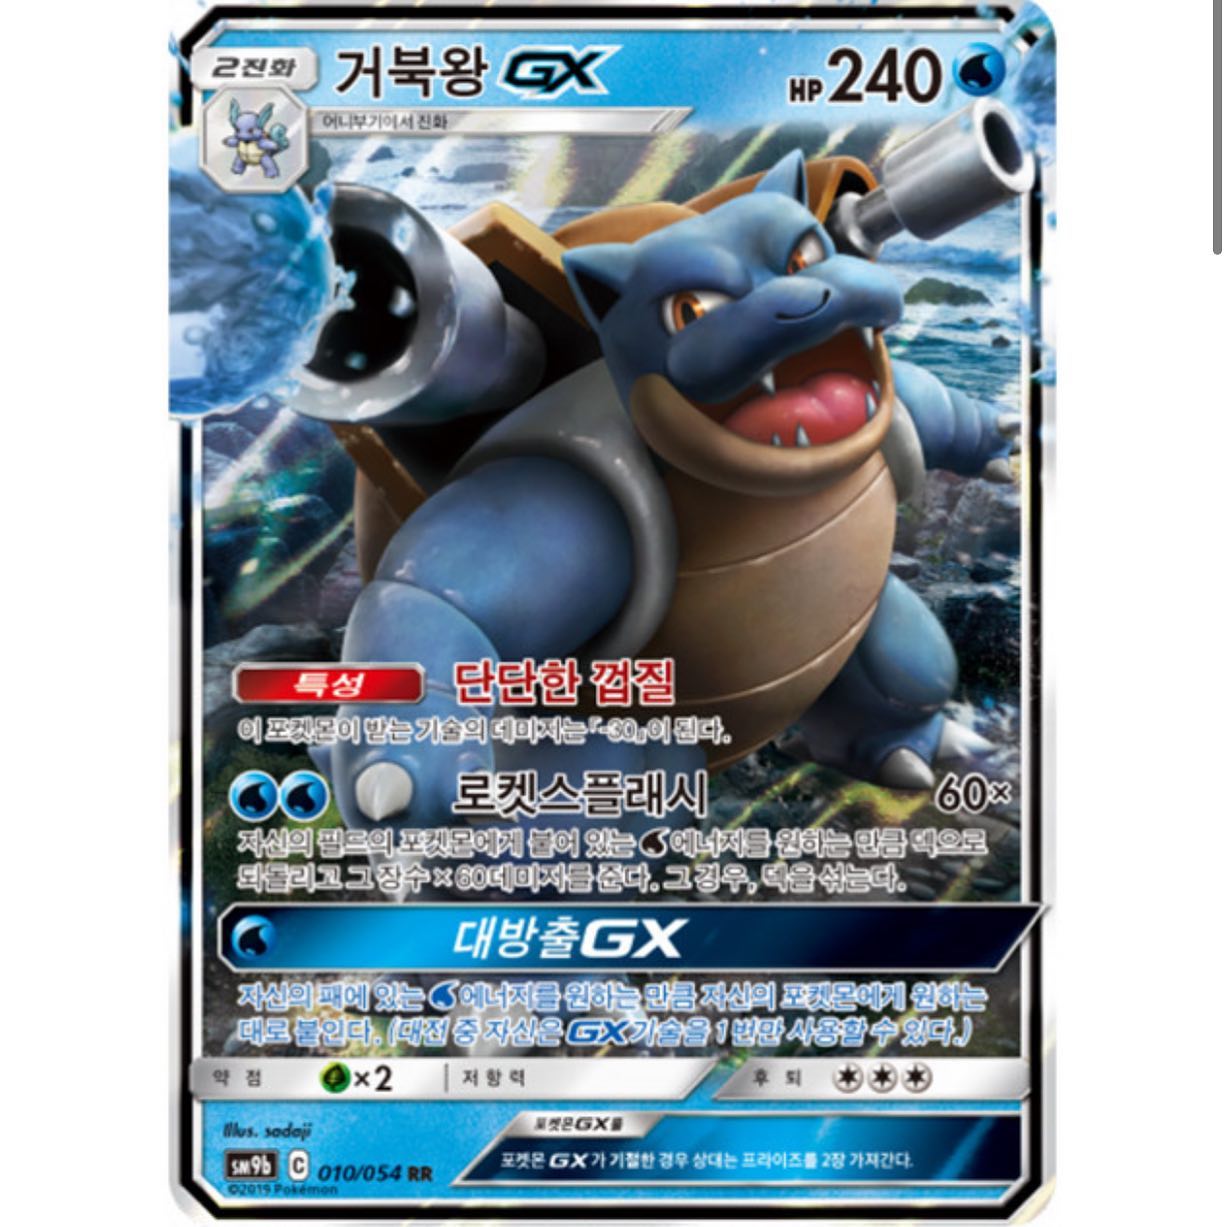 2진화 거북왕 GX HP 240
어니부기에서 진화
특성 단단한 껍질
이 포켓몬이 받는 기술의 데미지는 「-30」이 된다.
로켓스플래시 60×
자신의 필드의 포켓몬에게 붙어 있는 에너지를 원하는 만큼 덱으로
되돌리고 그 장수 × 60데미지를 준다. 그 경우, 덱을 섞는다.
대방출GX
자신의 패에 있는 에너지를 원하는 만큼 자신의 포켓몬에게 원하는
대로 붙인다. (대전 중 자신은 GX기술을 1번만 사용할 수 있다.)
약점 ×2 저항력 후퇴
Illus. sadaji
포켓몬GX룰
포켓몬 GX가 기절한 경우 상대는 프라이즈를 2장 가져간다.
SM9b C 010/054 RR
©2019 Pokémon